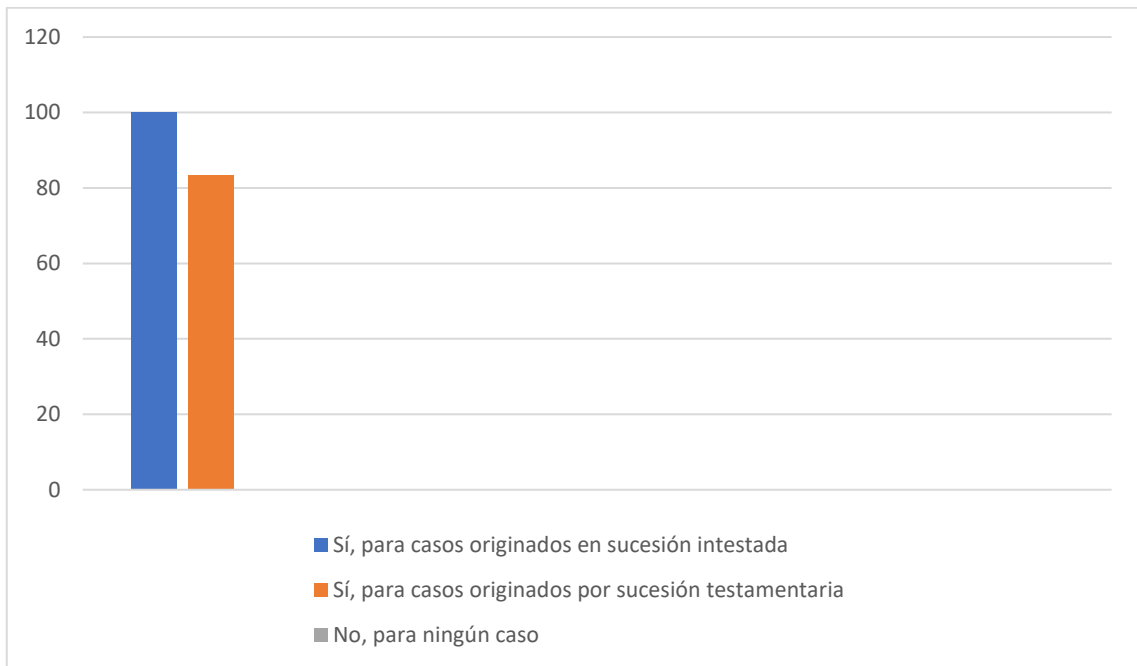 120
100
80
60
40
20
0
Sí, para casos originados en sucesión intestada
Sí, para casos originados por sucesión testamentaria
No, para ningún caso